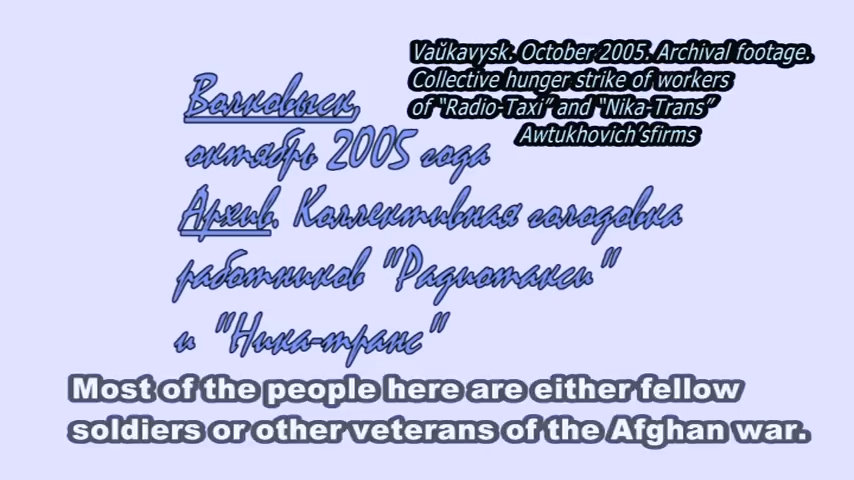 Vaŭkavysk. October 2005. Archival footage.
Collective hunger strike of workers
of "Radio-Taxi" and "Nika-Trans"
Awtukhovich'sfirms
Волковыск,
октябрь 2005 года
Архив. Коллективная голодовка
работников "Радиотакси"
и "Ника-транс"
Most of the people here are either fellow
soldiers or other veterans of the Afghan war.